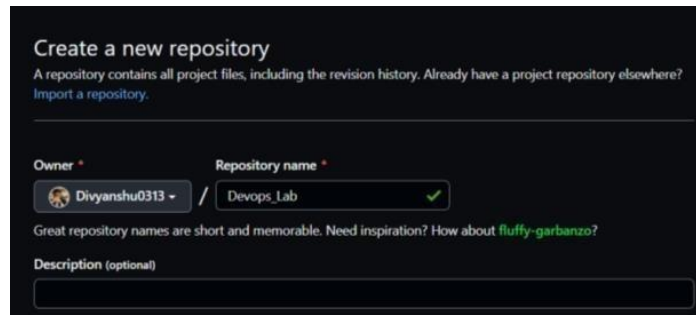 Create a new repository
A repository contains all project files, including the revision history. Already have a project repository elsewhere?
Import a repository.
Owner * Repository name *
Divyanshu0313 / Devops_Lab
Great repository names are short and memorable. Need inspiration? How about fluffy-garbanzo?
Description (optional)